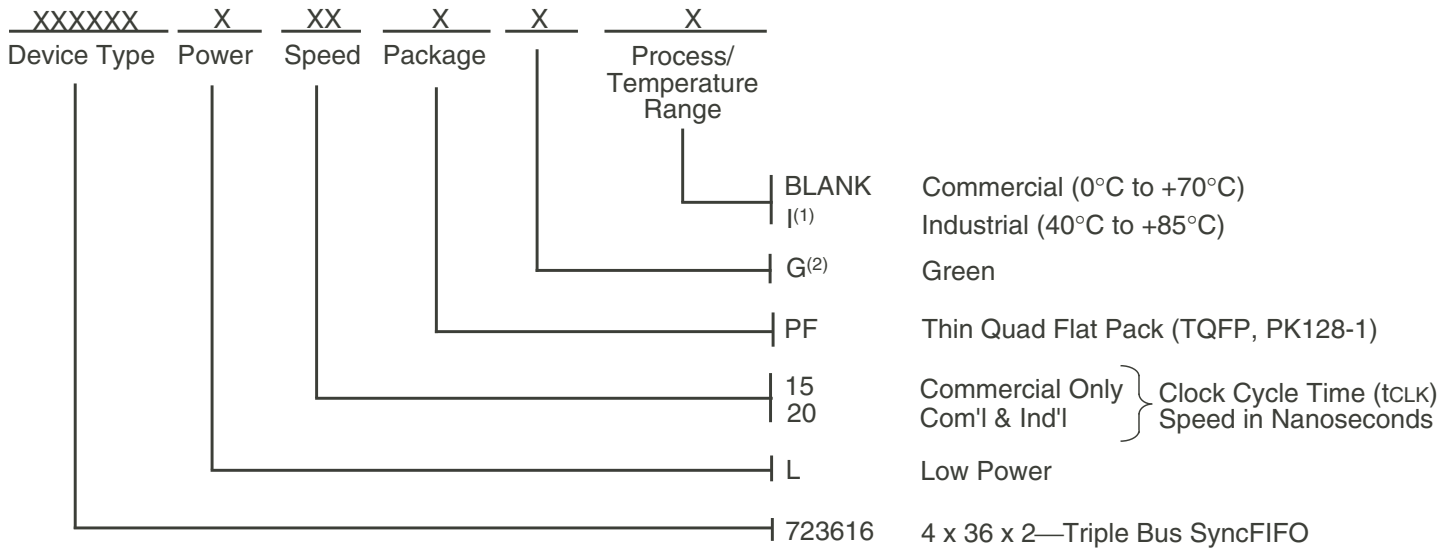 XXXXXX X XX X X X
Device Type Power Speed Package Process/
Temperature
Range
BLANK Commercial (0°C to +70°C)
I(1) Industrial (40°C to +85°C)
G(2) Green
PF Thin Quad Flat Pack (TQFP, PK128-1)
15 Commercial Only Clock Cycle Time (tCLK)
20 Com'l & Ind'l Speed in Nanoseconds
L Low Power
723616 4 x 36 x 2—Triple Bus SyncFIFO